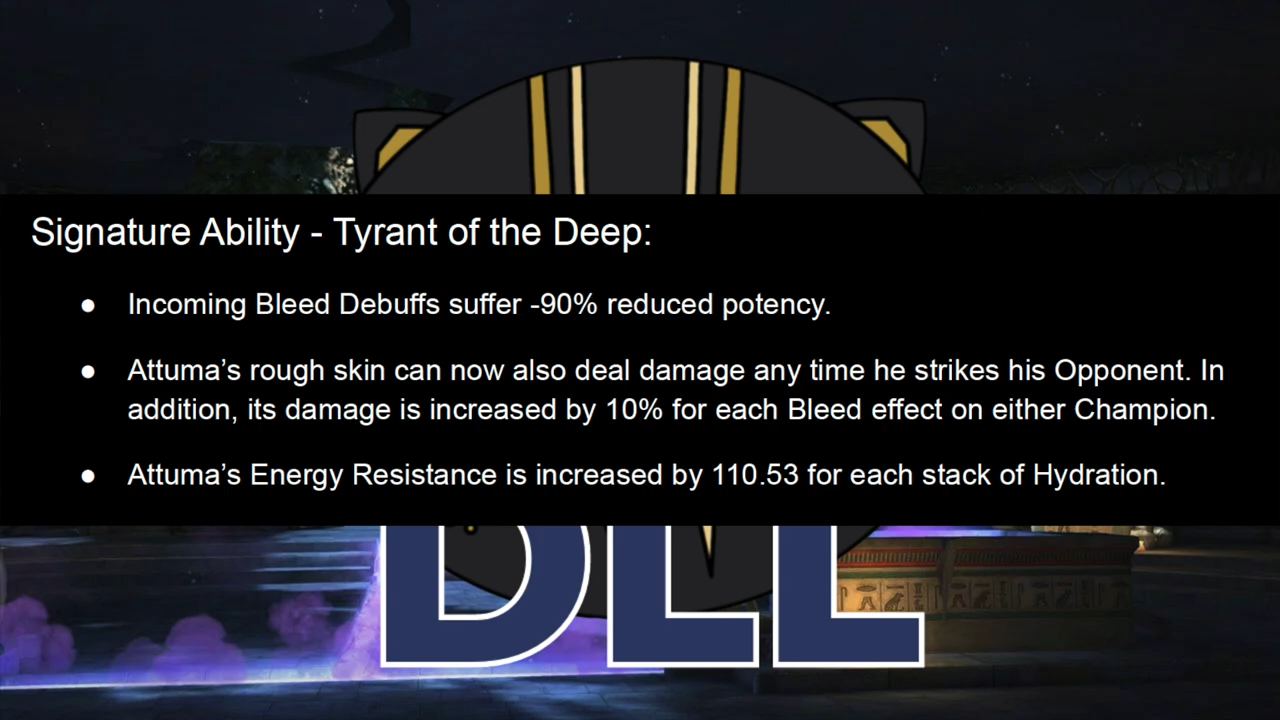 Signature Ability - Tyrant of the Deep:
● Incoming Bleed Debuffs suffer -90% reduced potency.
● Attuma’s rough skin can now also deal damage any time he strikes his Opponent. In
addition, its damage is increased by 10% for each Bleed effect on either Champion.
● Attuma’s Energy Resistance is increased by 110.53 for each stack of Hydration.
DLL